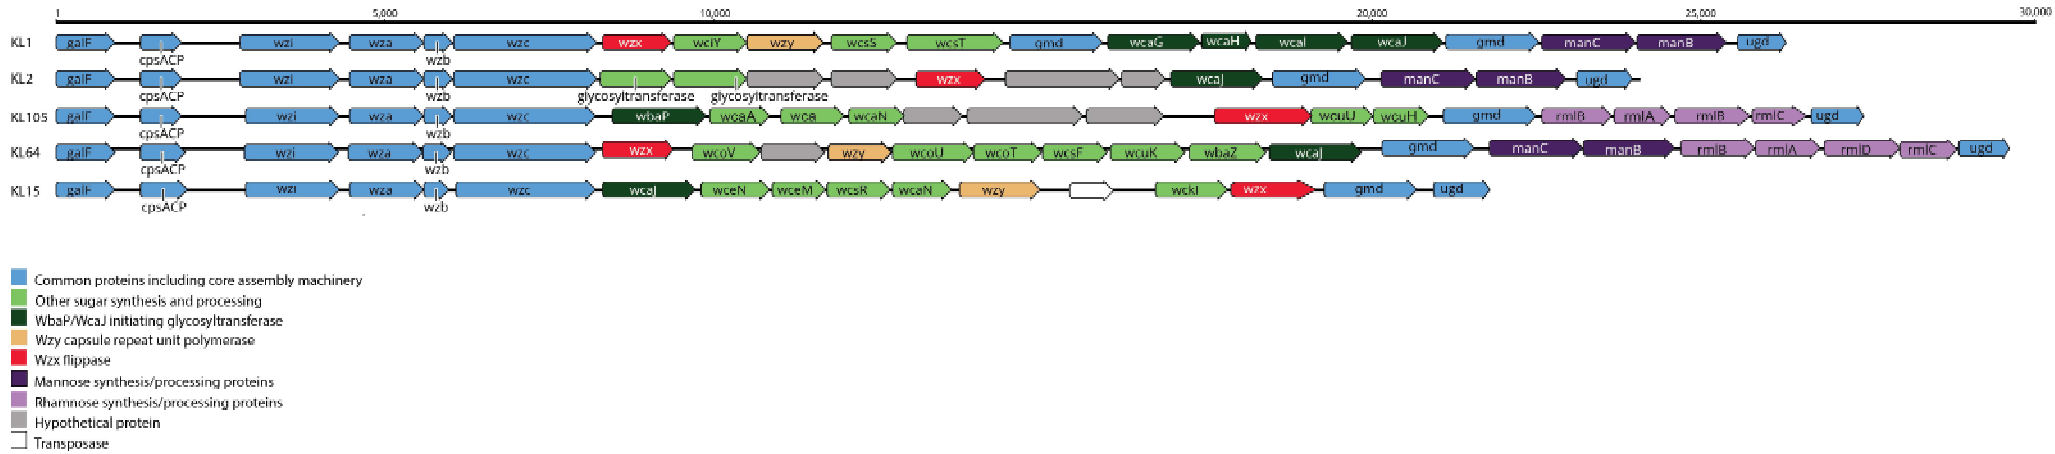 1 5,000 10,000 20,000 25,000 30,000
KL1 galF wzi wza wzc wzx wclY wzy wcsS wcsT gmd wcaG wcaH wcaI wcaJ gmd manC manB ugd
cpsACP wzb
KL2 galF wzi wza wzc wzx wcaJ gmd manC manB ugd
cpsACP wzb glycosyltransferase glycosyltransferase
KL105 galF wzi wza wzc wbaP wcaA wca wcaN wzx wcuU wcuH gmd rmlB rmlA rmlB rmlC ugd
cpsACP wzb
KL64 galF wzi wza wzc wzx wcoV wzy wcoU wcoT wcsF wcuK wbaZ wcaJ gmd manC manB rmlB rmlA rmlD rmlC ugd
cpsACP wzb
KL15 galF wzi wza wzc wcaJ wceN wceM wcsR wcaN wzy wckI wzx gmd ugd
cpsACP wzb
Common proteins including core assembly machinery
Other sugar synthesis and processing
WbaP/WcaJ initiating glycosyltransferase
Wzy capsule repeat unit polymerase
Wzx flippase
Mannose synthesis/processing proteins
Rhamnose synthesis/processing proteins
Hypothetical protein
Transposase